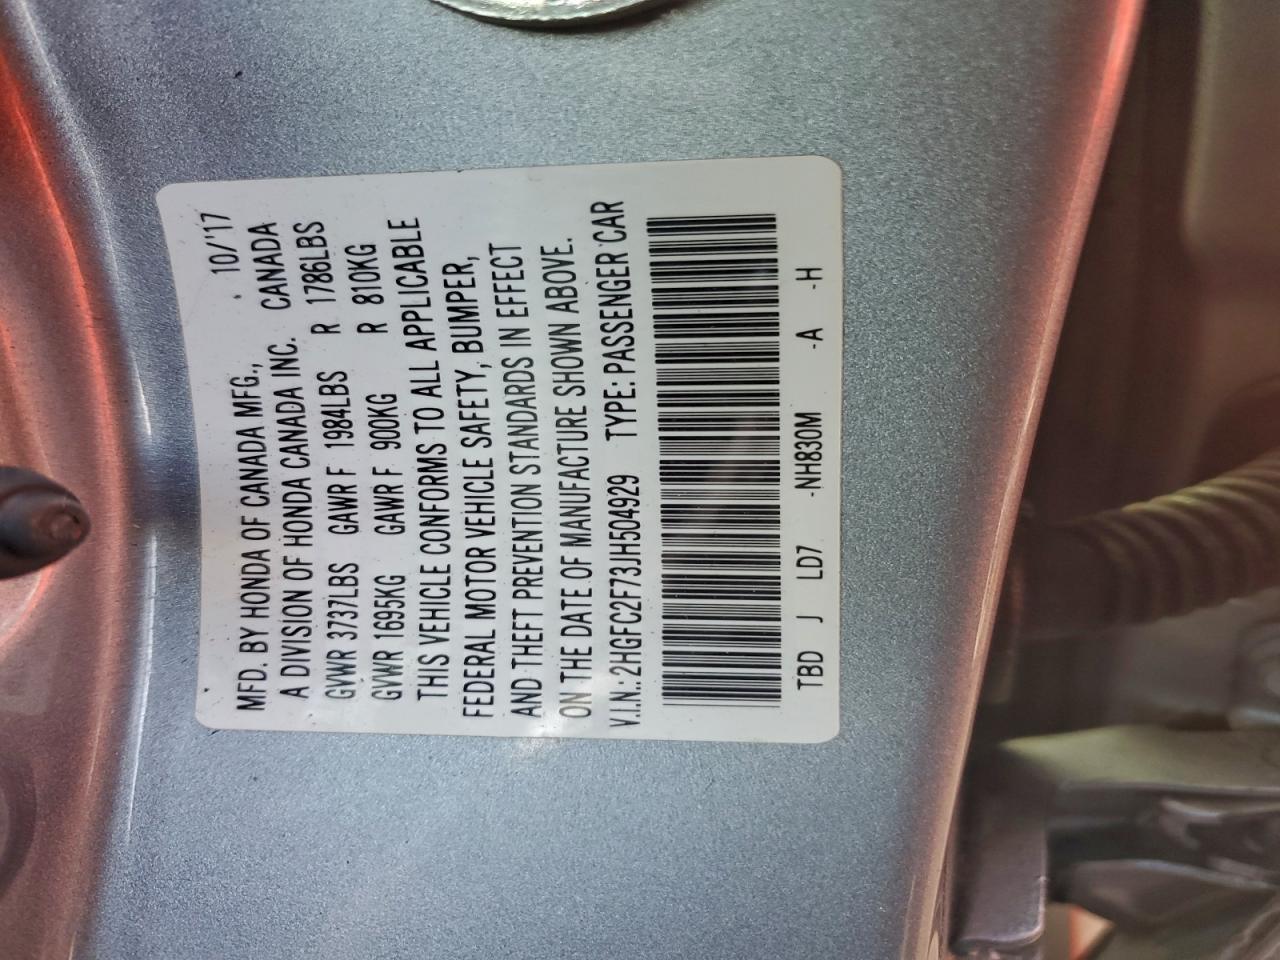 MFD. BY HONDA OF CANADA MFG., 10/'17
A DIVISION OF HONDA CANADA INC. CANADA
GVWR 3737LBS GAWR F 1984LBS R 1786LBS
GVWR 1695KG GAWR F 900KG R 810KG
THIS VEHICLE CONFORMS TO ALL APPLICABLE
FEDERAL MOTOR VEHICLE SAFETY, BUMPER,
AND THEFT PREVENTION STANDARDS IN EFFECT
ON THE DATE OF MANUFACTURE SHOWN ABOVE.
V.I.N.: 2HGFC2F73JH504929 TYPE: PASSENGER CAR
TBD J LD7 -NH830M -A -H